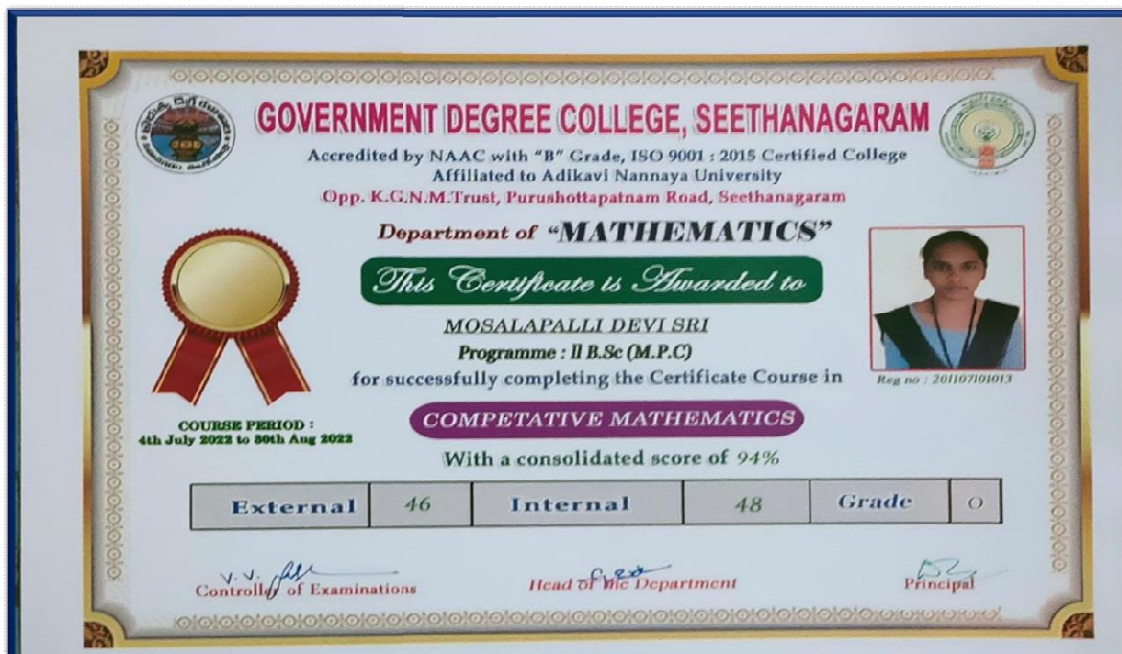 GOVERNMENT DEGREE COLLEGE, SEETHANAGARAM
Accredited by NAAC with "B" Grade, ISO 9001 : 2015 Certified College
Affiliated to Adikavi Nannaya University
Opp. K.G.N.M.Trust, Purushottapatnam Road, Seethanagaram
Department of "MATHEMATICS"
This Certificate is Awarded to
MOSALAPALLI DEVI SRI
Programme : II B.Sc (M.P.C)
for successfully completing the Certificate Course in
Reg no : 201107101013
COMPETATIVE MATHEMATICS
COURSE PERIOD :
4th July 2022 to 30th Aug 2022
With a consolidated score of 94%
External 46 Internal 48 Grade O
V. V.
Controller of Examinations
Head of the Department
Principal